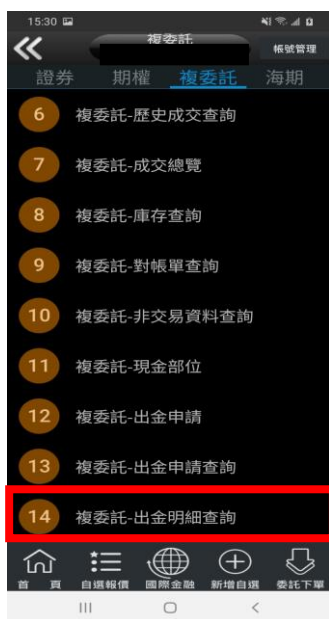 15:30
複委託
帳號管理
證券 期權 複委託 海期
6 複委託-歷史成交查詢
7 複委託-成交總覽
8 複委託-庫存查詢
9 複委託-對帳單查詢
10 複委託-非交易資料查詢
11 複委託-現金部位
12 複委託-出金申請
13 複委託-出金申請查詢
14 複委託-出金明細查詢
首 頁 自選報價 國際金融 新增自選 委託下單